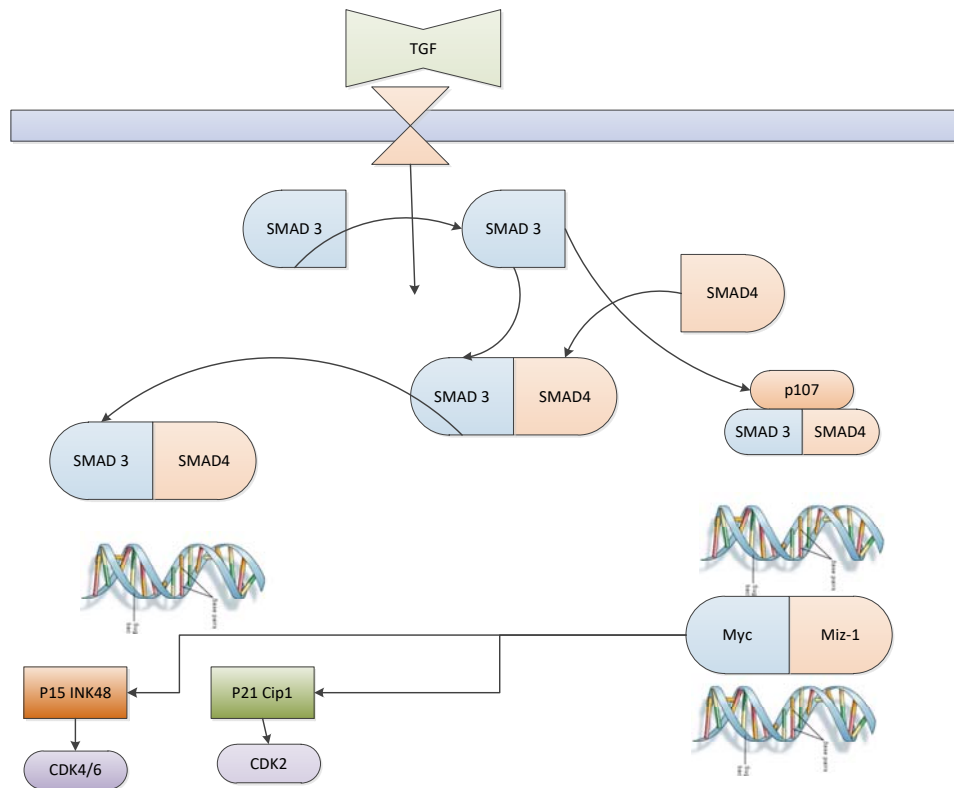 TGF
SMAD 3
SMAD 3
SMAD4
SMAD 3
SMAD4
p107
SMAD 3
SMAD4
SMAD 3
SMAD4
Myc
Miz-1
P15 INK48
P21 Cip1
CDK4/6
CDK2